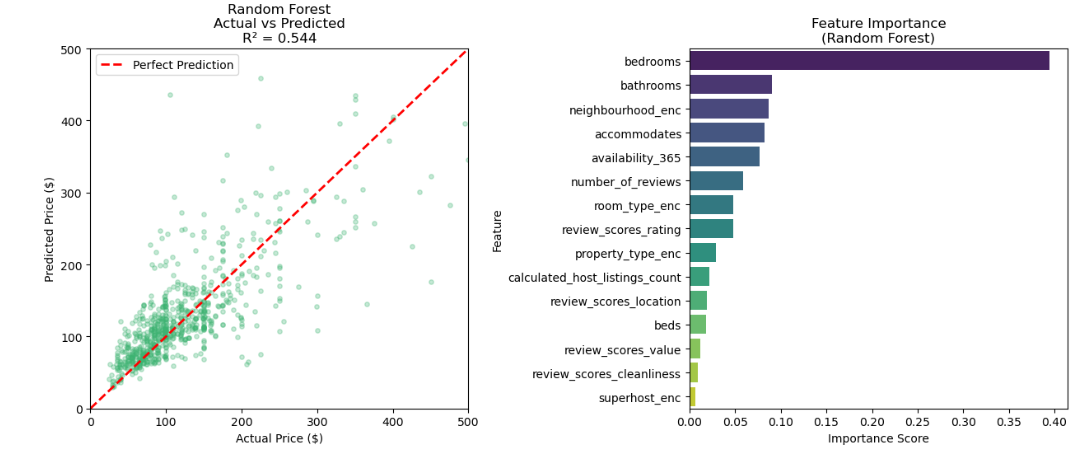 Random Forest
Actual vs Predicted
R² = 0.544
500
400
300
200
100
0
Predicted Price ($)
Perfect Prediction
0
100
200
300
400
500
Actual Price ($)
Feature Importance
(Random Forest)
Feature
bedrooms
bathrooms
neighbourhood_enc
accommodates
availability_365
number_of_reviews
room_type_enc
review_scores_rating
property_type_enc
calculated_host_listings_count
review_scores_location
beds
review_scores_value
review_scores_cleanliness
superhost_enc
0.00
0.05
0.10
0.15
0.20
0.25
0.30
0.35
0.40
Importance Score